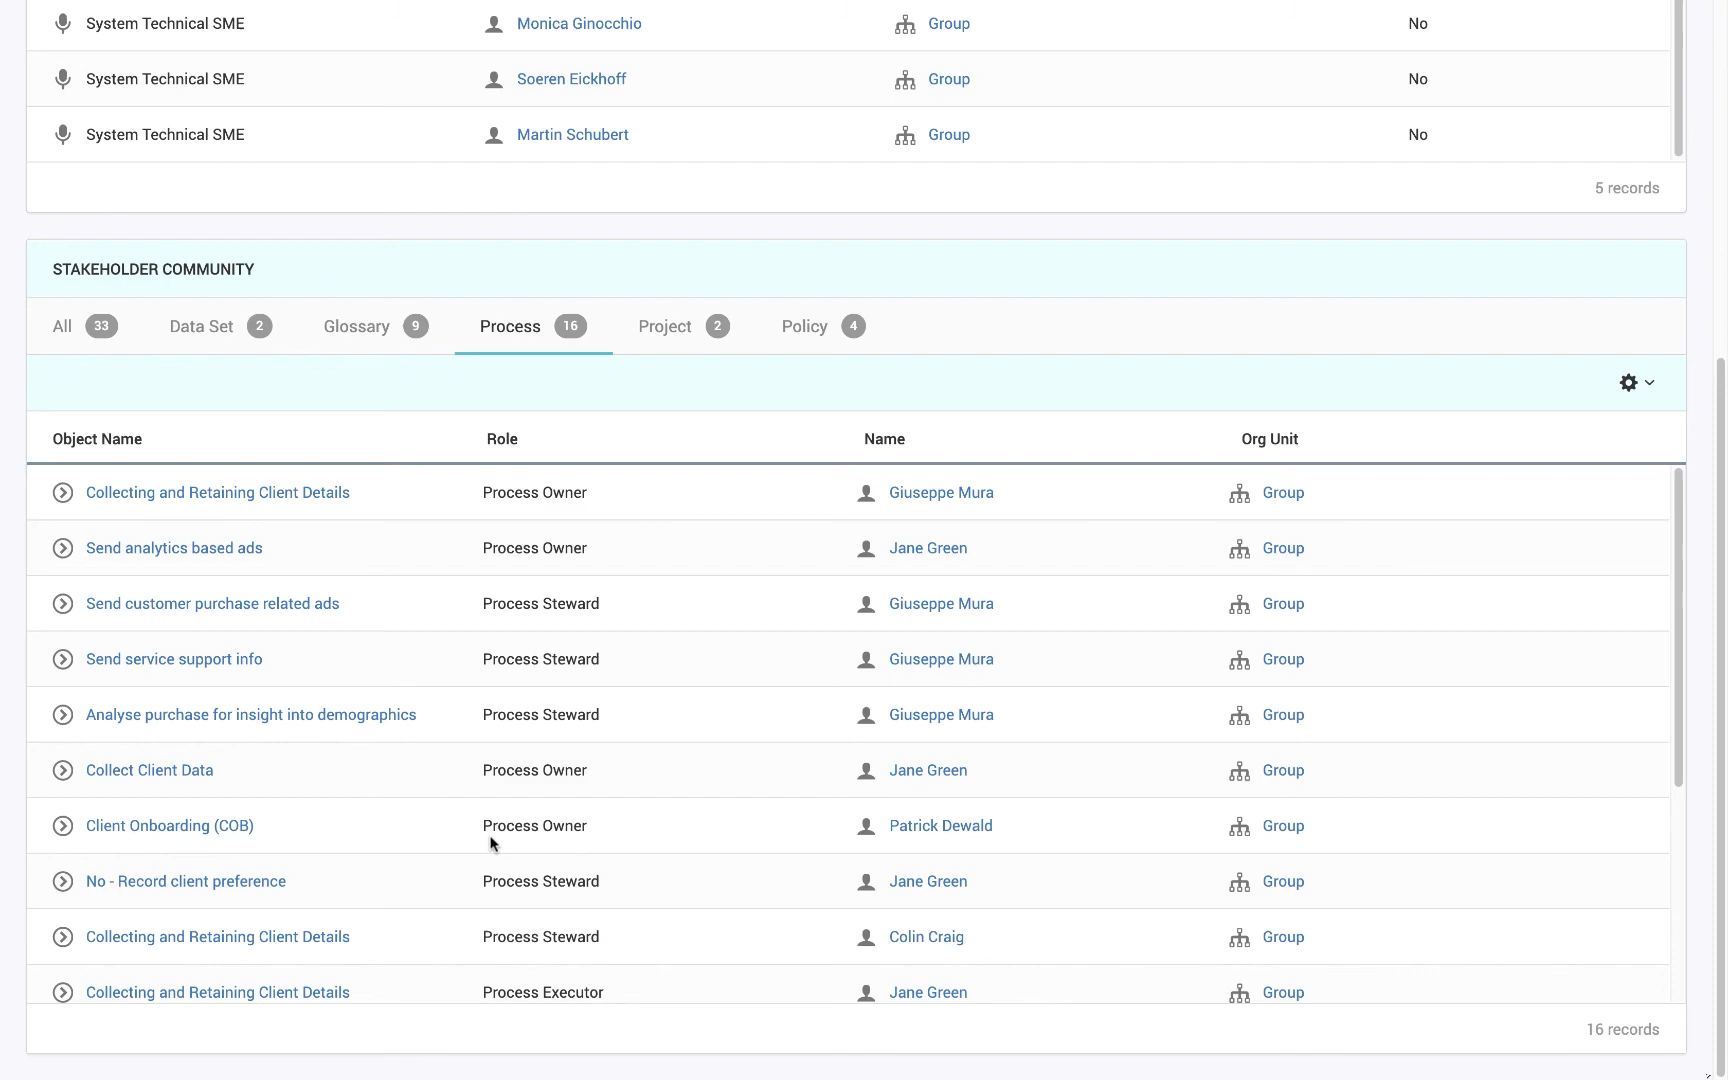 System Technical SME Monica Ginocchio Group No
System Technical SME Soeren Eickhoff Group No
System Technical SME Martin Schubert Group No
5 records
STAKEHOLDER COMMUNITY
All 33 Data Set 2 Glossary 9 Process 16 Project 2 Policy 4
Object Name Role Name Org Unit
Collecting and Retaining Client Details Process Owner Giuseppe Mura Group
Send analytics based ads Process Owner Jane Green Group
Send customer purchase related ads Process Steward Giuseppe Mura Group
Send service support info Process Steward Giuseppe Mura Group
Analyse purchase for insight into demographics Process Steward Giuseppe Mura Group
Collect Client Data Process Owner Jane Green Group
Client Onboarding (COB) Process Owner Patrick Dewald Group
No - Record client preference Process Steward Jane Green Group
Collecting and Retaining Client Details Process Steward Colin Craig Group
Collecting and Retaining Client Details Process Executor Jane Green Group
16 records